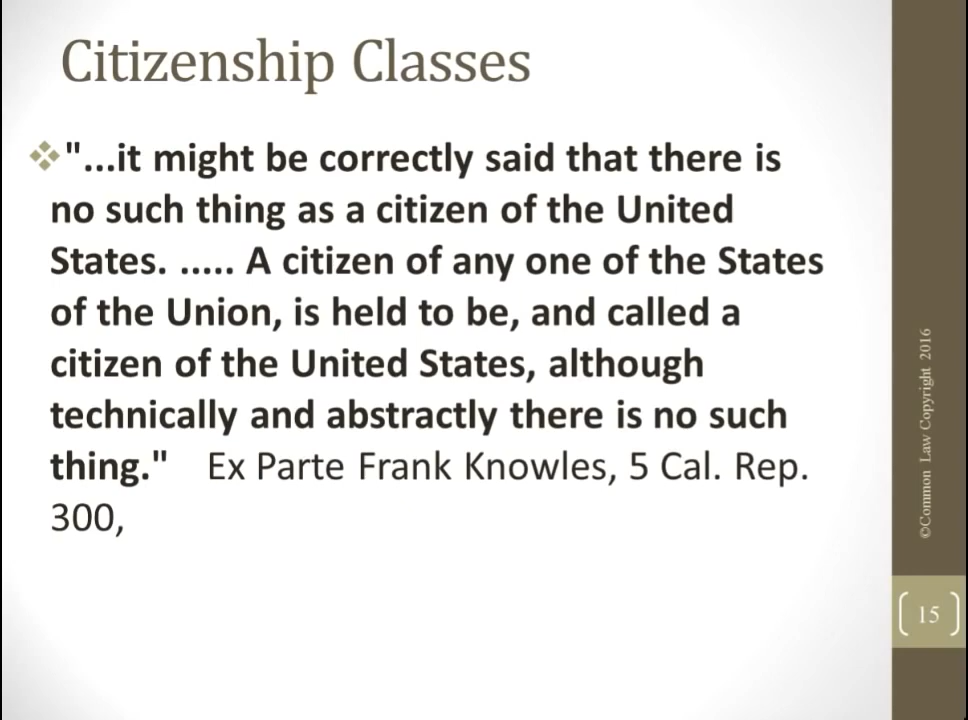 Citizenship Classes
"...it might be correctly said that there is
no such thing as a citizen of the United
States. ..... A citizen of any one of the States
of the Union, is held to be, and called a
citizen of the United States, although
technically and abstractly there is no such
thing." Ex Parte Frank Knowles, 5 Cal. Rep.
300,
©Common Law Copyright 2016
15